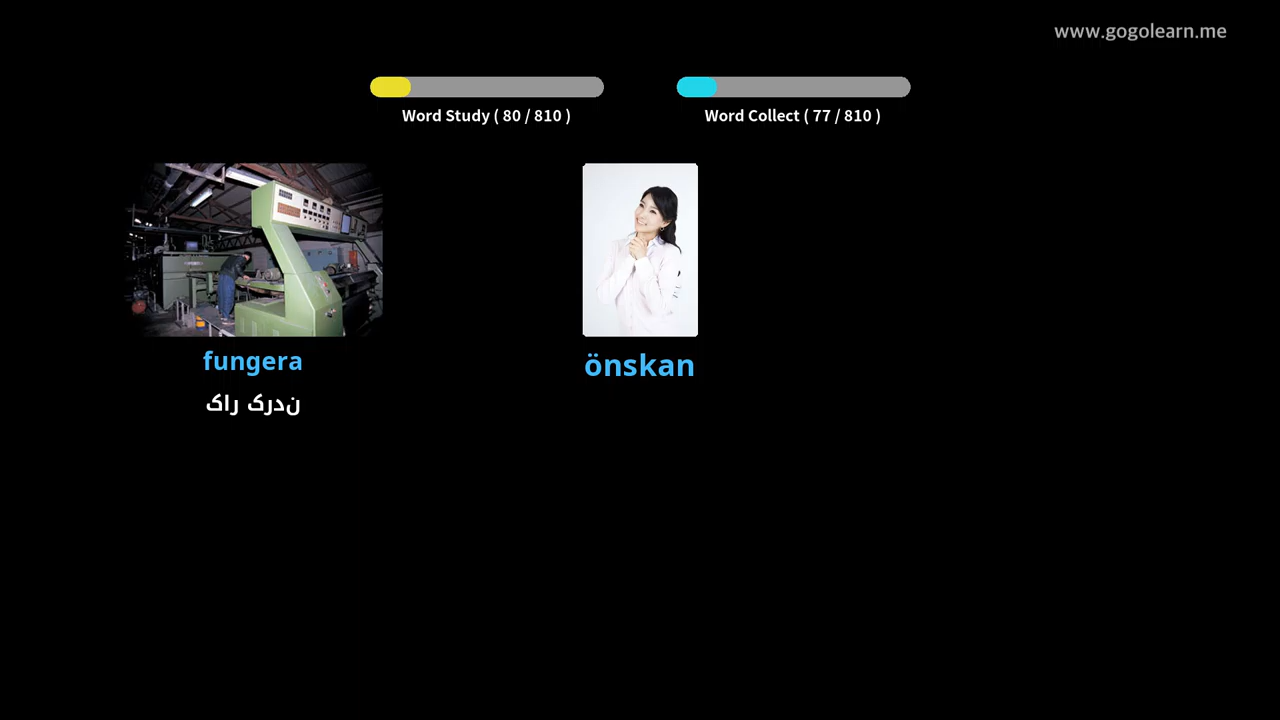 www.gogolearn.me
Word Study ( 80 / 810 )
Word Collect ( 77 / 810 )
fungera
کار کردن
önskan